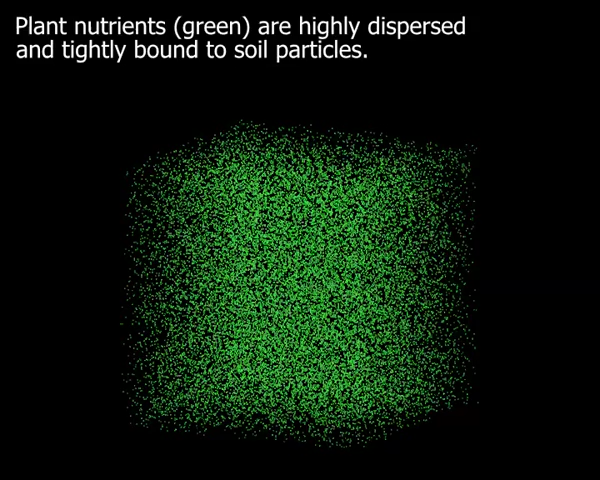 Plant nutrients (green) are highly dispersed
and tightly bound to soil particles.